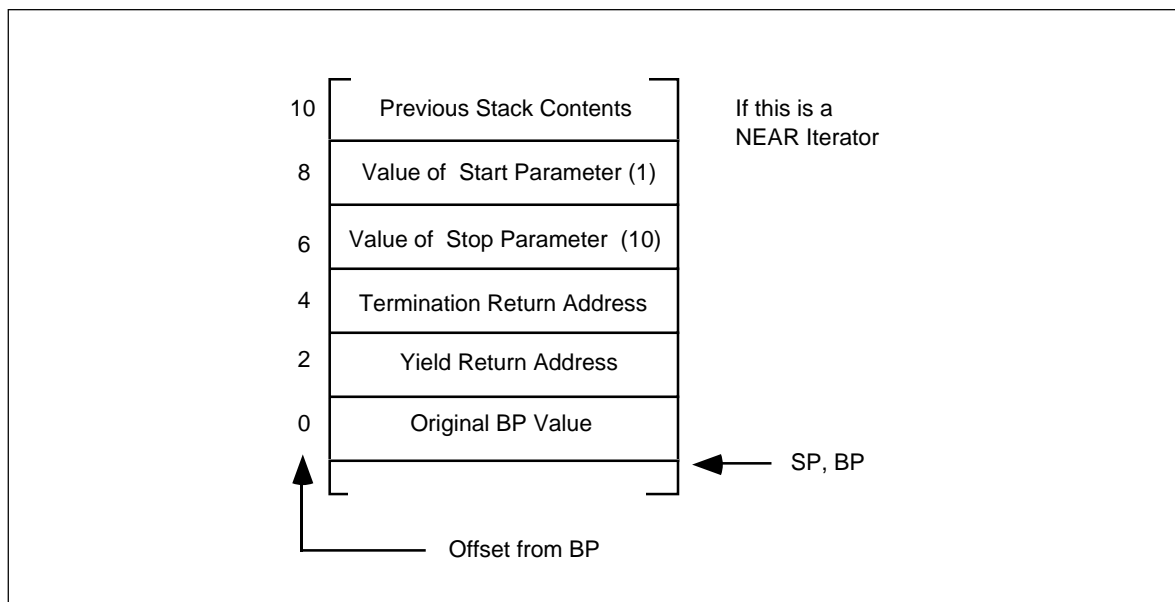 10
Previous Stack Contents
If this is a
NEAR Iterator
8
Value of Start Parameter (1)
6
Value of Stop Parameter (10)
4
Termination Return Address
2
Yield Return Address
0
Original BP Value
SP, BP
Offset from BP